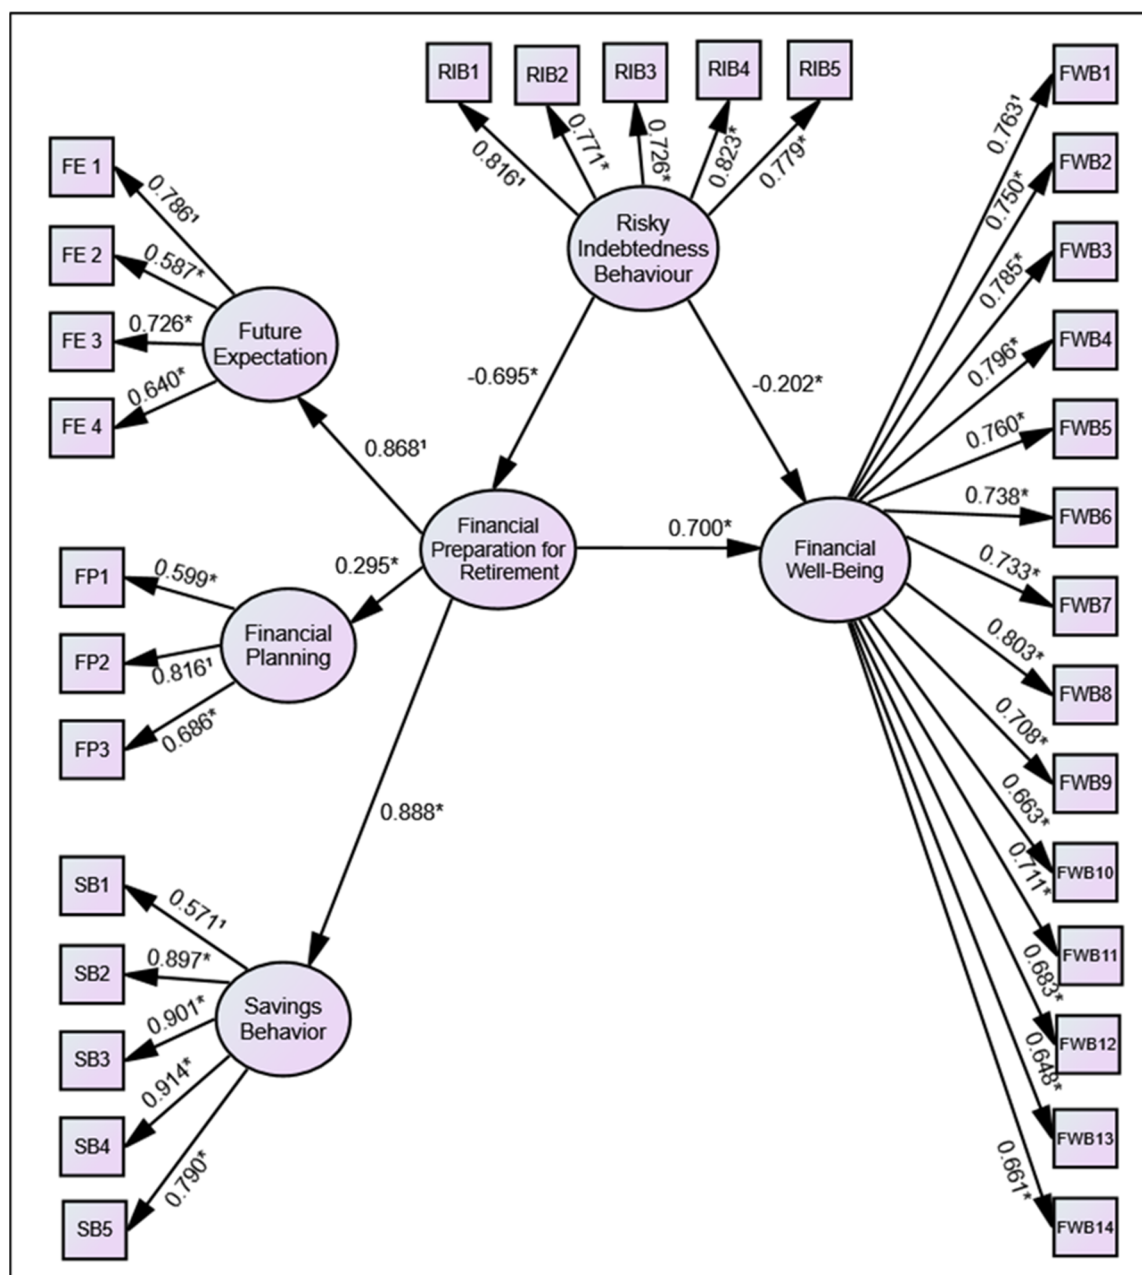 RIB1
RIB2
RIB3
RIB4
RIB5
0.816¹
0.771*
0.726*
0.823*
0.779*
Risky
Indebtedness
Behaviour
FE 1
FE 2
FE 3
FE 4
0.786¹
0.587*
0.726*
0.640*
Future
Expectation
-0.695*
-0.202*
0.868¹
0.295*
0.888*
0.700*
Financial
Preparation for
Retirement
Financial
Well-Being
FP1
FP2
FP3
0.599*
0.816¹
0.686*
Financial
Planning
SB1
SB2
SB3
SB4
SB5
0.571¹
0.897*
0.901*
0.914*
0.790*
Savings
Behavior
0.763¹
0.750*
0.785*
0.796*
0.760*
0.738*
0.733*
0.803*
0.708*
0.663*
0.711*
0.683*
0.648*
0.661*
FWB1
FWB2
FWB3
FWB4
FWB5
FWB6
FWB7
FWB8
FWB9
FWB10
FWB11
FWB12
FWB13
FWB14